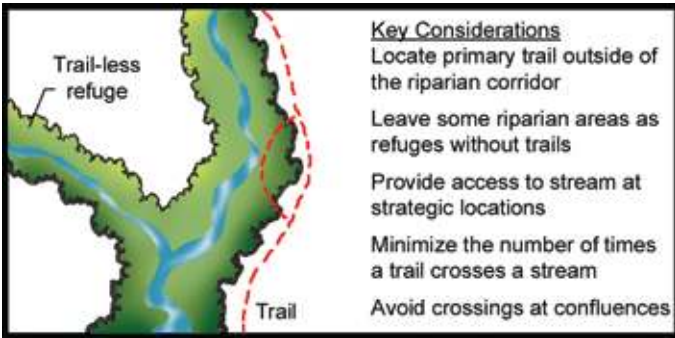 Trail-less
refuge
Trail
Key Considerations
Locate primary trail outside of
the riparian corridor
Leave some riparian areas as
refuges without trails
Provide access to stream at
strategic locations
Minimize the number of times
a trail crosses a stream
Avoid crossings at confluences